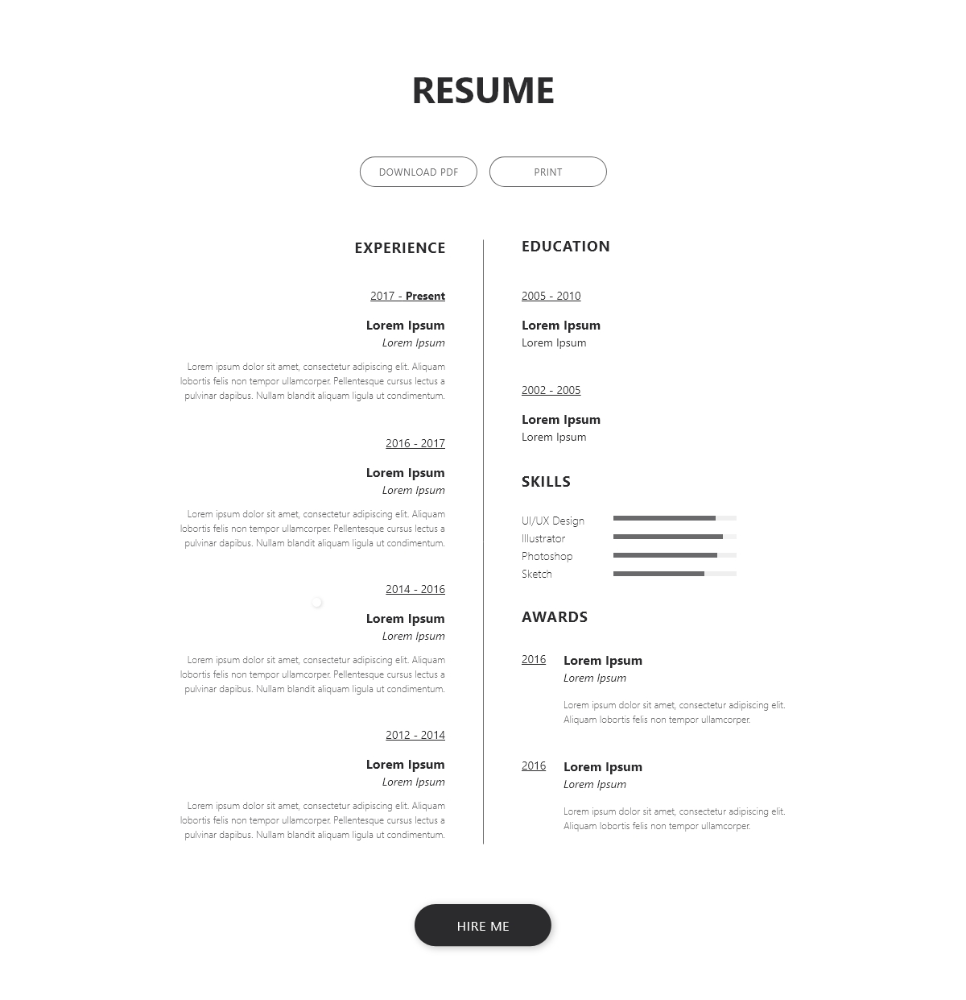 RESUME
DOWNLOAD PDF
PRINT
EXPERIENCE
2017 - Present
Lorem Ipsum
Lorem Ipsum
Lorem ipsum dolor sit amet, consectetur adipiscing elit. Aliquam
lobortis felis non tempor ullamcorper. Pellentesque cursus lectus a
pulvinar dapibus. Nullam blandit aliquam ligula ut condimentum.
2016 - 2017
Lorem Ipsum
Lorem Ipsum
Lorem ipsum dolor sit amet, consectetur adipiscing elit. Aliquam
lobortis felis non tempor ullamcorper. Pellentesque cursus lectus a
pulvinar dapibus. Nullam blandit aliquam ligula ut condimentum.
2014 - 2016
Lorem Ipsum
Lorem Ipsum
Lorem ipsum dolor sit amet, consectetur adipiscing elit. Aliquam
lobortis felis non tempor ullamcorper. Pellentesque cursus lectus a
pulvinar dapibus. Nullam blandit aliquam ligula ut condimentum.
2012 - 2014
Lorem Ipsum
Lorem Ipsum
Lorem ipsum dolor sit amet, consectetur adipiscing elit. Aliquam
lobortis felis non tempor ullamcorper. Pellentesque cursus lectus a
pulvinar dapibus. Nullam blandit aliquam ligula ut condimentum.
EDUCATION
2005 - 2010
Lorem Ipsum
Lorem Ipsum
2002 - 2005
Lorem Ipsum
Lorem Ipsum
SKILLS
UI/UX Design
Illustrator
Photoshop
Sketch
AWARDS
2016 Lorem Ipsum
Lorem Ipsum
Lorem ipsum dolor sit amet, consectetur adipiscing elit.
Aliquam lobortis felis non tempor ullamcorper.
2016 Lorem Ipsum
Lorem Ipsum
Lorem ipsum dolor sit amet, consectetur adipiscing elit.
Aliquam lobortis felis non tempor ullamcorper.
HIRE ME